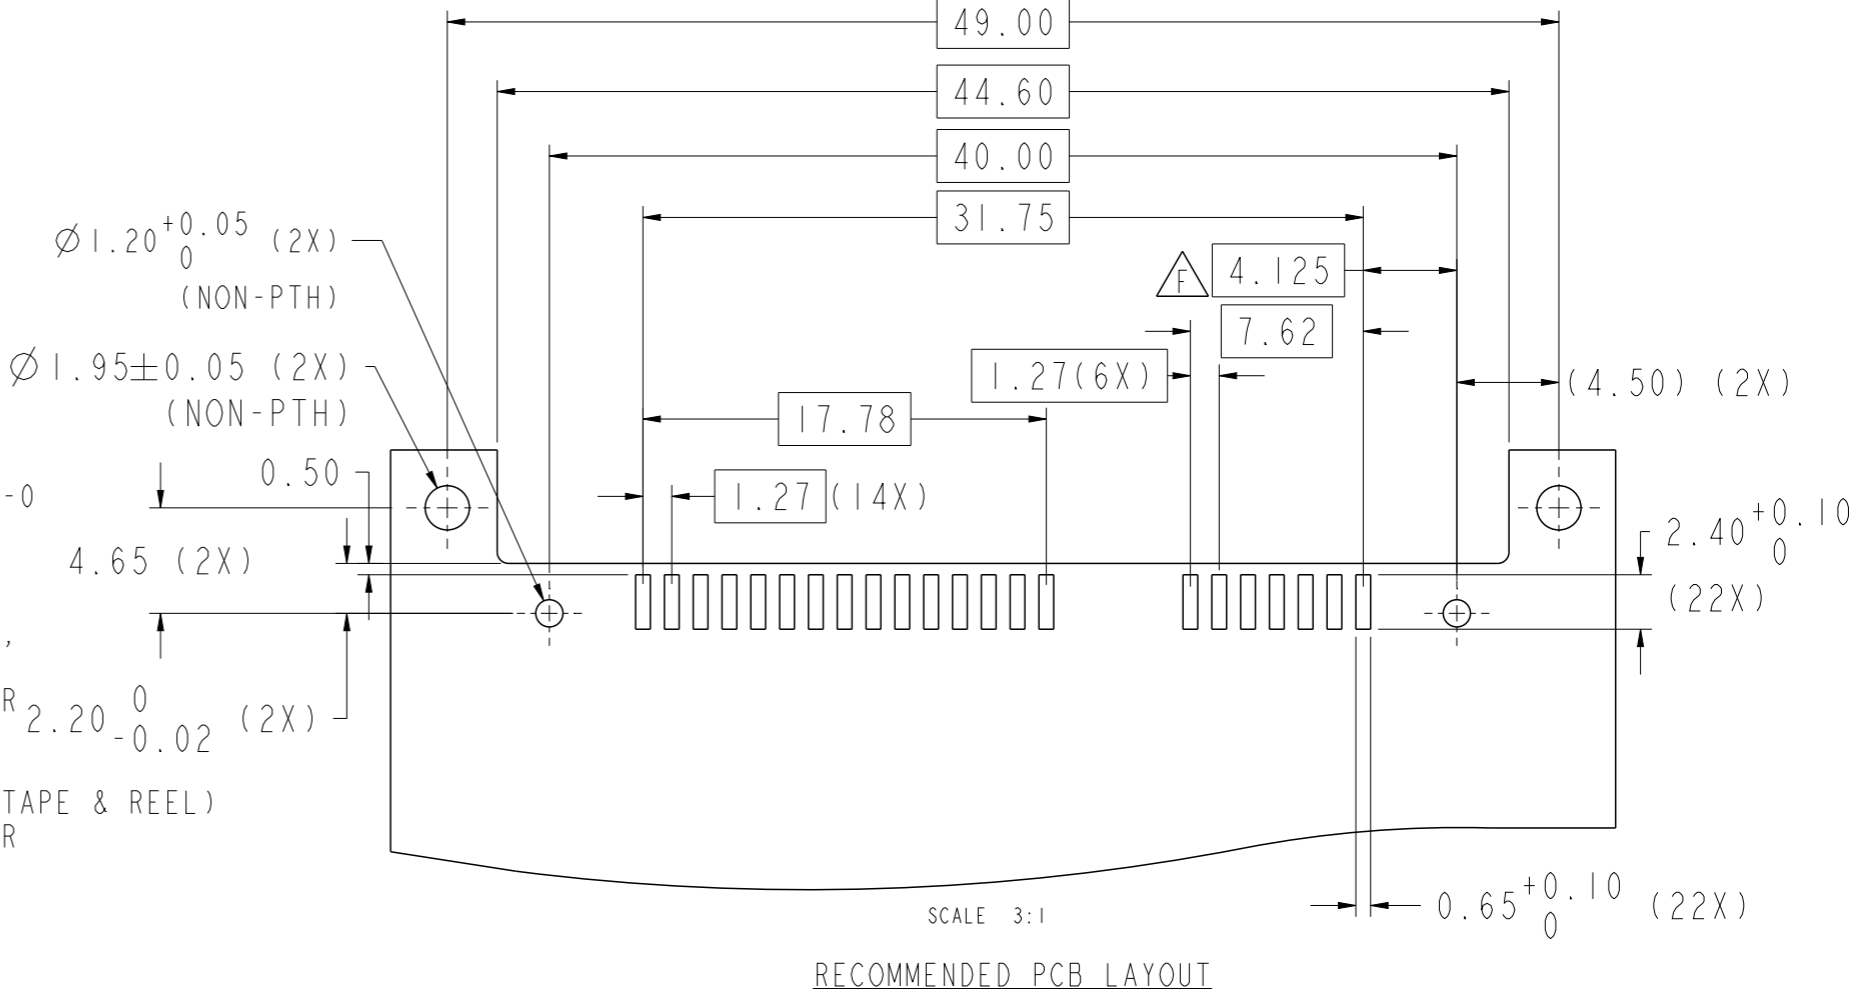 49.00
44.60
40.00
31.75
Ø1.20 +0.05 0 (2X)
(NON-PTH)
F 4.125
7.62
Ø1.95±0.05 (2X)
(NON-PTH)
1.27(6X)
(4.50) (2X)
17.78
0.50
-0
1.27 (14X)
2.40 +0.10 0
(22X)
4.65 (2X)
,
R
2.20 0 -0.02 (2X)
TAPE & REEL)
R
0.65 +0.10 0 (22X)
SCALE 3:1
RECOMMENDED PCB LAYOUT